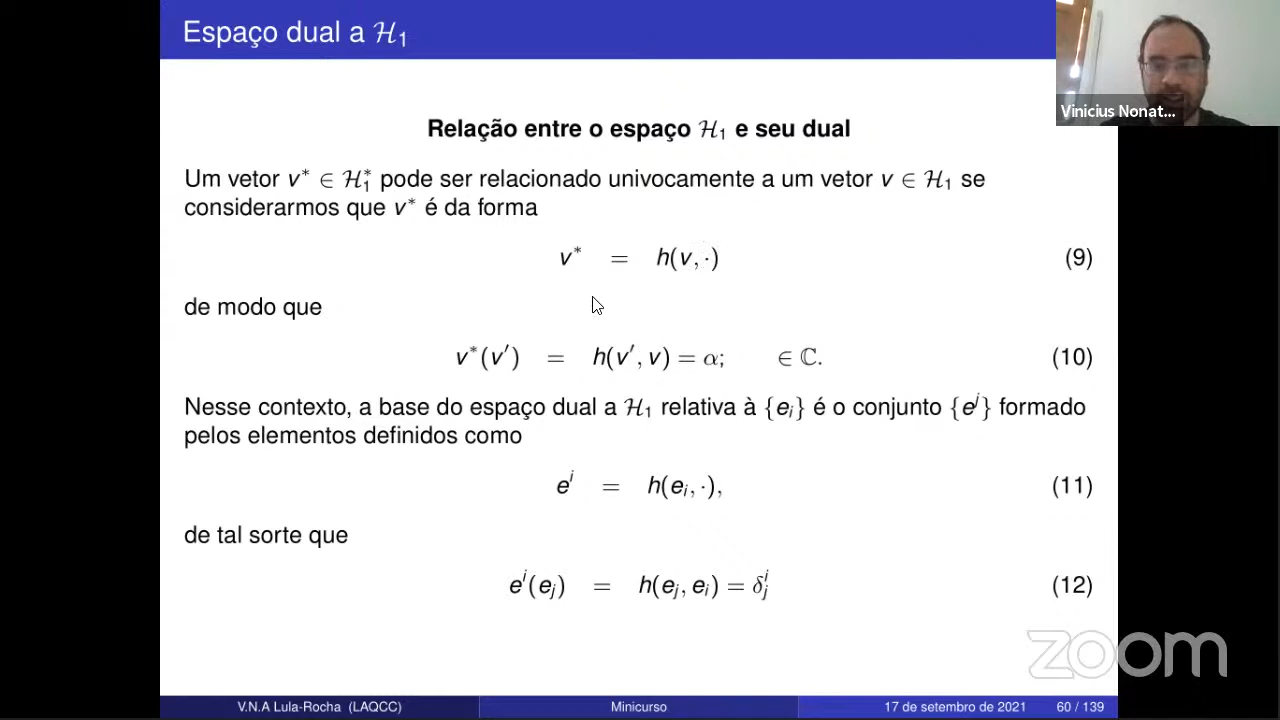 Espaço dual a ℋ₁
Vinicius Nonat...
Relação entre o espaço ℋ₁ e seu dual
Um vetor v* ∈ ℋ₁* pode ser relacionado univocamente a um vetor v ∈ ℋ₁ se
considerarmos que v* é da forma
v* = h(v, ·) (9)
de modo que
v*(v′) = h(v′, v) = α; ∈ ℂ. (10)
Nesse contexto, a base do espaço dual a ℋ₁ relativa à {eᵢ} é o conjunto {eʲ} formado
pelos elementos definidos como
eⁱ = h(eᵢ, ·), (11)
de tal sorte que
eⁱ(eⱼ) = h(eⱼ, eᵢ) = δⁱⱼ (12)
zoom
V.N.A Lula-Rocha (LAQCC) Minicurso 17 de setembro de 2021 60 / 139